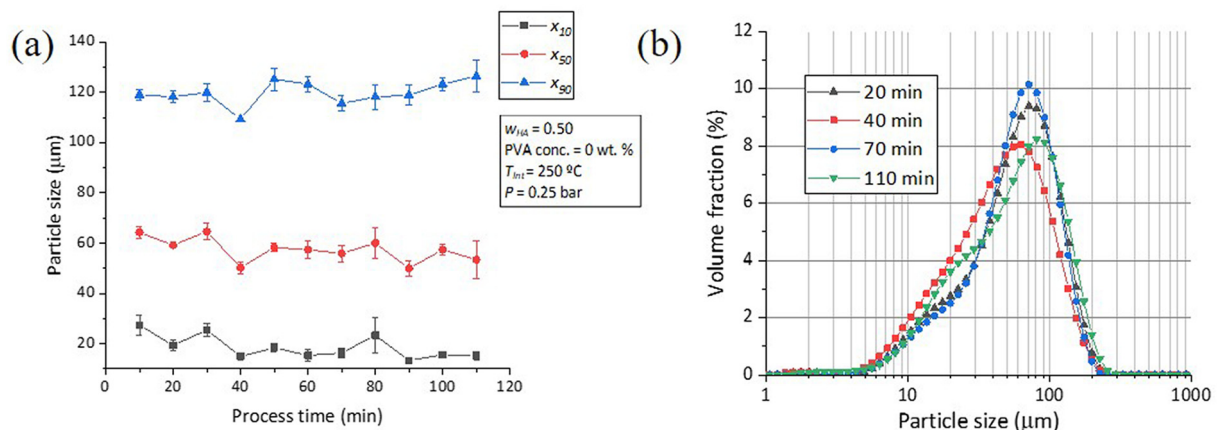 (a)
x10
x50
x90
wHA = 0.50
PVA conc. = 0 wt. %
TInt = 250 ºC
P = 0.25 bar
Particle size (μm)
140
120
100
80
60
40
20
20
40
60
80
100
120
Process time (min)
(b)
20 min
40 min
70 min
110 min
Volume fraction (%)
12
10
8
6
4
2
0
1
10
100
1000
Particle size (μm)